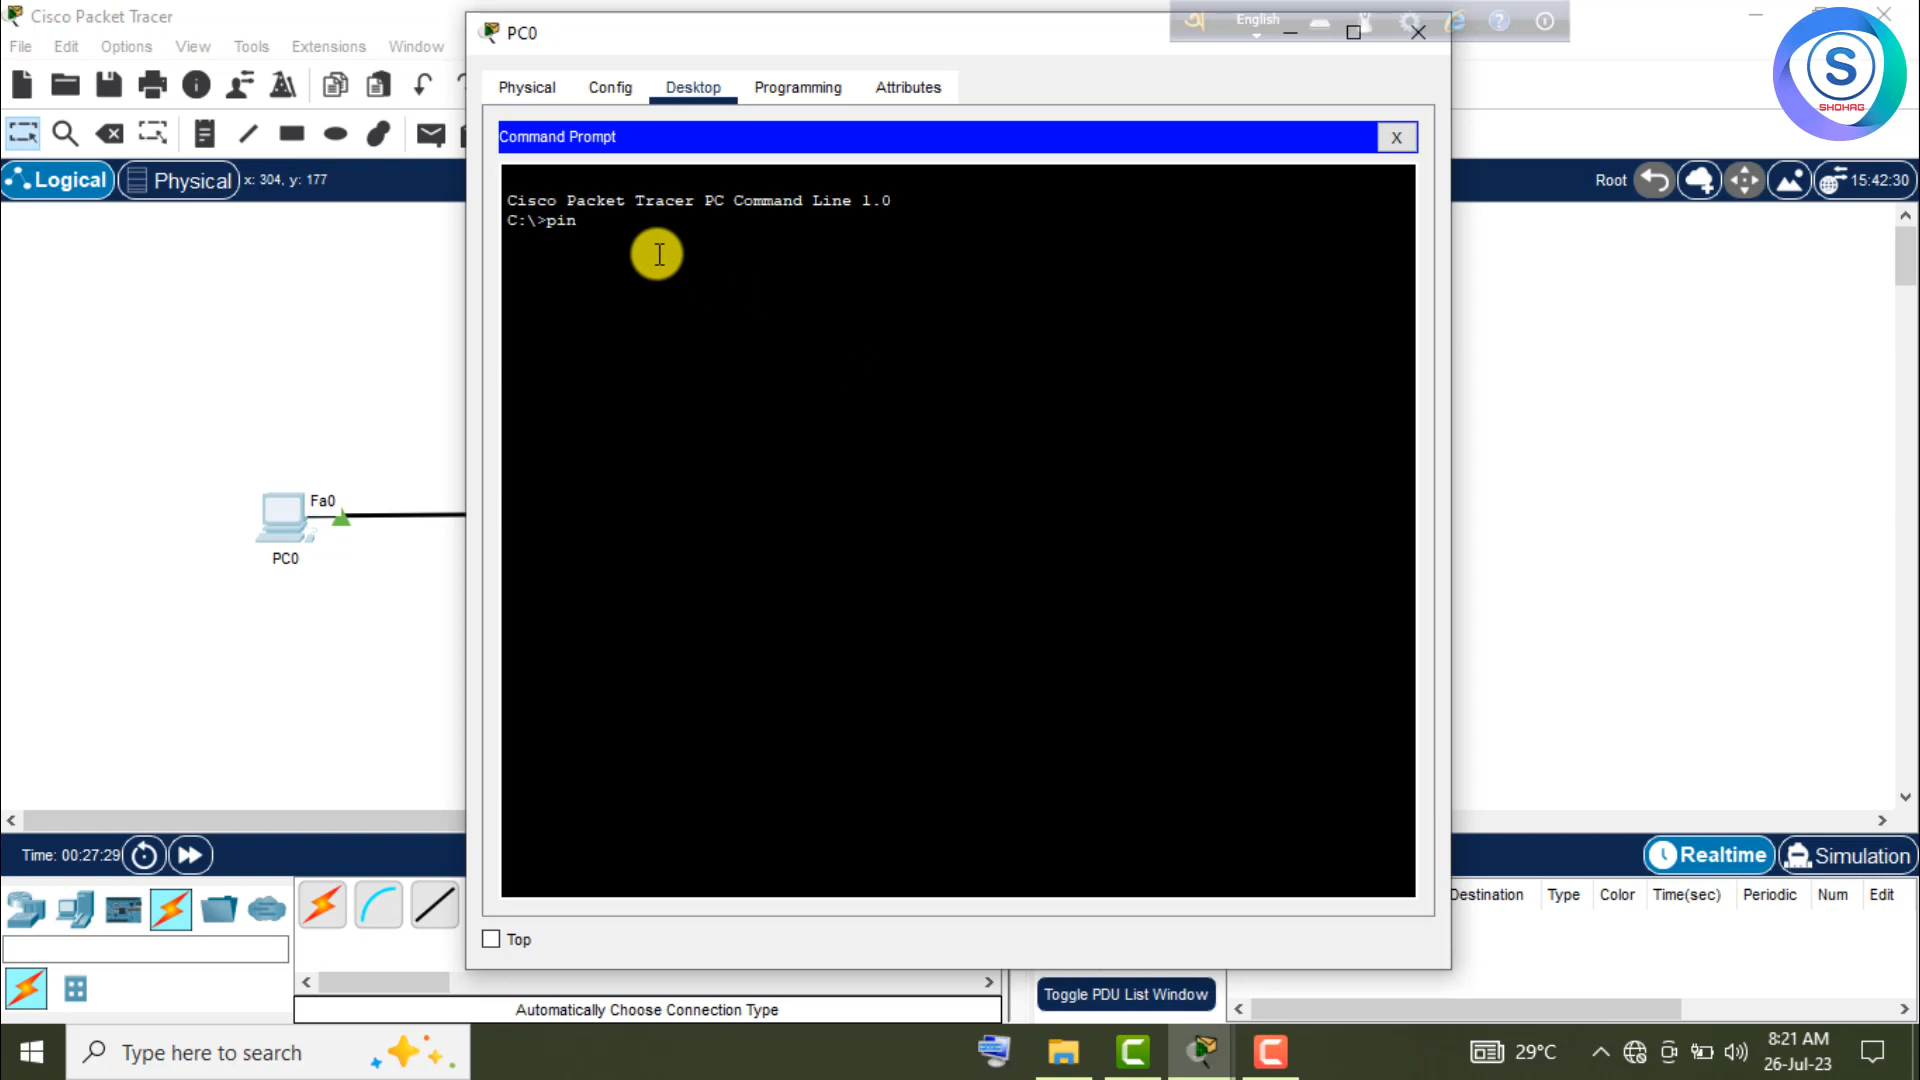 Cisco Packet Tracer
File Edit Options View Tools Extensions Window
PC0
English
Physical Config Desktop Programming Attributes
Command Prompt
X
Cisco Packet Tracer PC Command Line 1.0
C:\>pin
S
SHOHAG
Logical Physical x: 304, y: 177
Root 15:42:30
Fa0
PC0
Time: 00:27:29
Realtime Simulation
Destination Type Color Time(sec) Periodic Num Edit
Top
Toggle PDU List Window
Automatically Choose Connection Type
Type here to search
29°C
8:21 AM
26-Jul-23